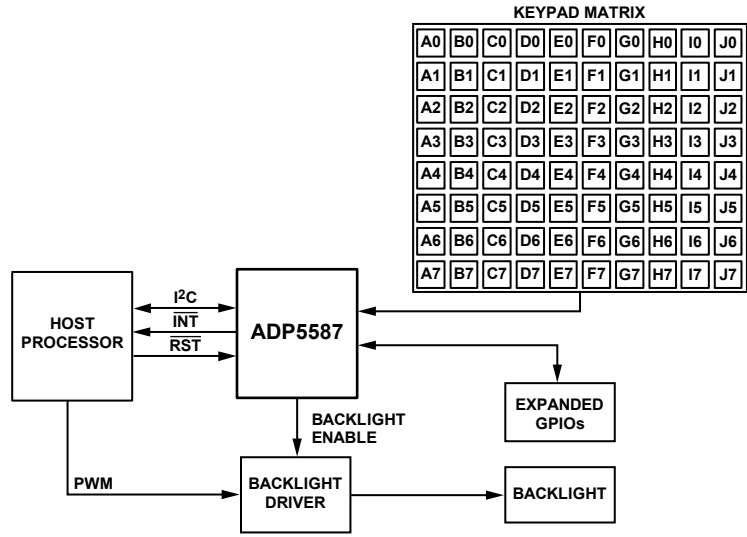 KEYPAD MATRIX
A0 B0 C0 D0 E0 F0 G0 H0 I0 J0
A1 B1 C1 D1 E1 F1 G1 H1 I1 J1
A2 B2 C2 D2 E2 F2 G2 H2 I2 J2
A3 B3 C3 D3 E3 F3 G3 H3 I3 J3
A4 B4 C4 D4 E4 F4 G4 H4 I4 J4
A5 B5 C5 D5 E5 F5 G5 H5 I5 J5
A6 B6 C6 D6 E6 F6 G6 H6 I6 J6
A7 B7 C7 D7 E7 F7 G7 H7 I7 J7
HOST
PROCESSOR
I²C
INT
RST
ADP5587
BACKLIGHT
ENABLE
EXPANDED
GPIOs
PWM
BACKLIGHT
DRIVER
BACKLIGHT